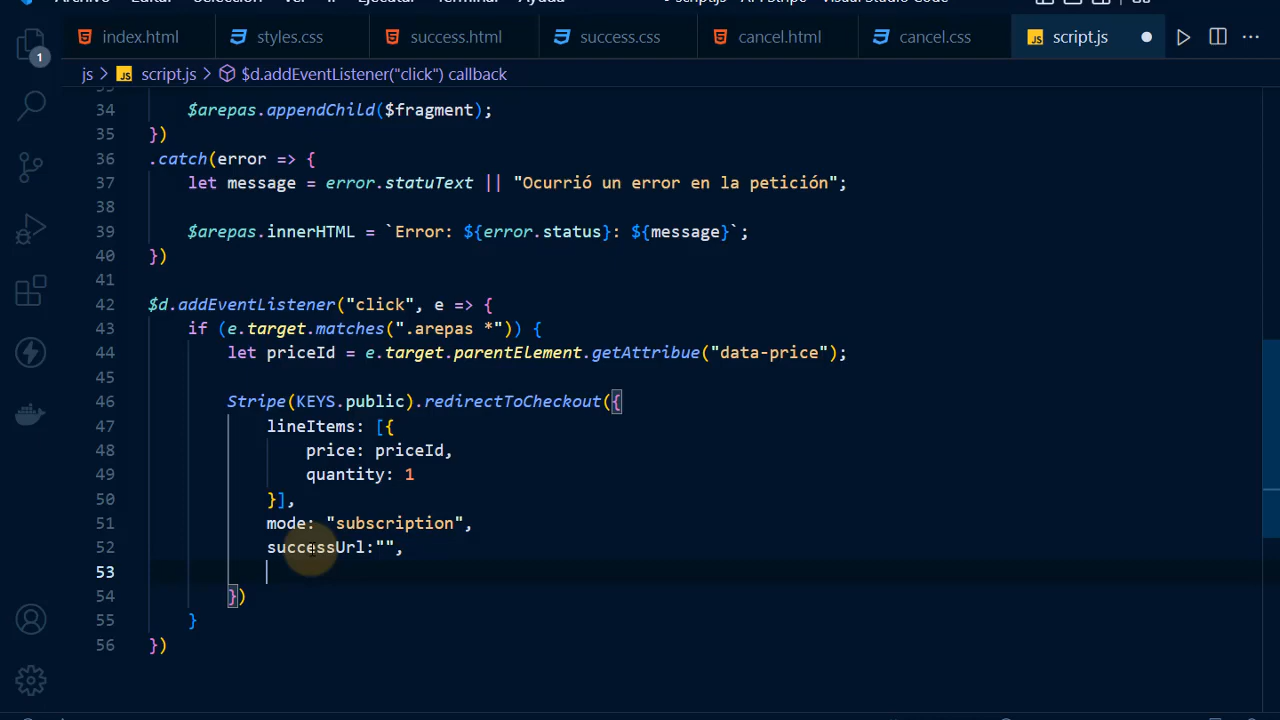 index.html styles.css success.html success.css cancel.html cancel.css JS script.js
js > JS script.js > $d.addEventListener("click") callback
1
34 $arepas.appendChild($fragment);
35 })
36 .catch(error => {
37 let message = error.statuText || "Ocurrió un error en la petición";
38
39 $arepas.innerHTML = `Error: ${error.status}: ${message}`;
40 })
41
42 $d.addEventListener("click", e => {
43 if (e.target.matches(".arepas *")) {
44 let priceId = e.target.parentElement.getAttribue("data-price");
45
46 Stripe(KEYS.public).redirectToCheckout({
47 lineItems: [{
48 price: priceId,
49 quantity: 1
50 }],
51 mode: "subscription",
52 successUrl:"",
53
54 })
55 }
56 })